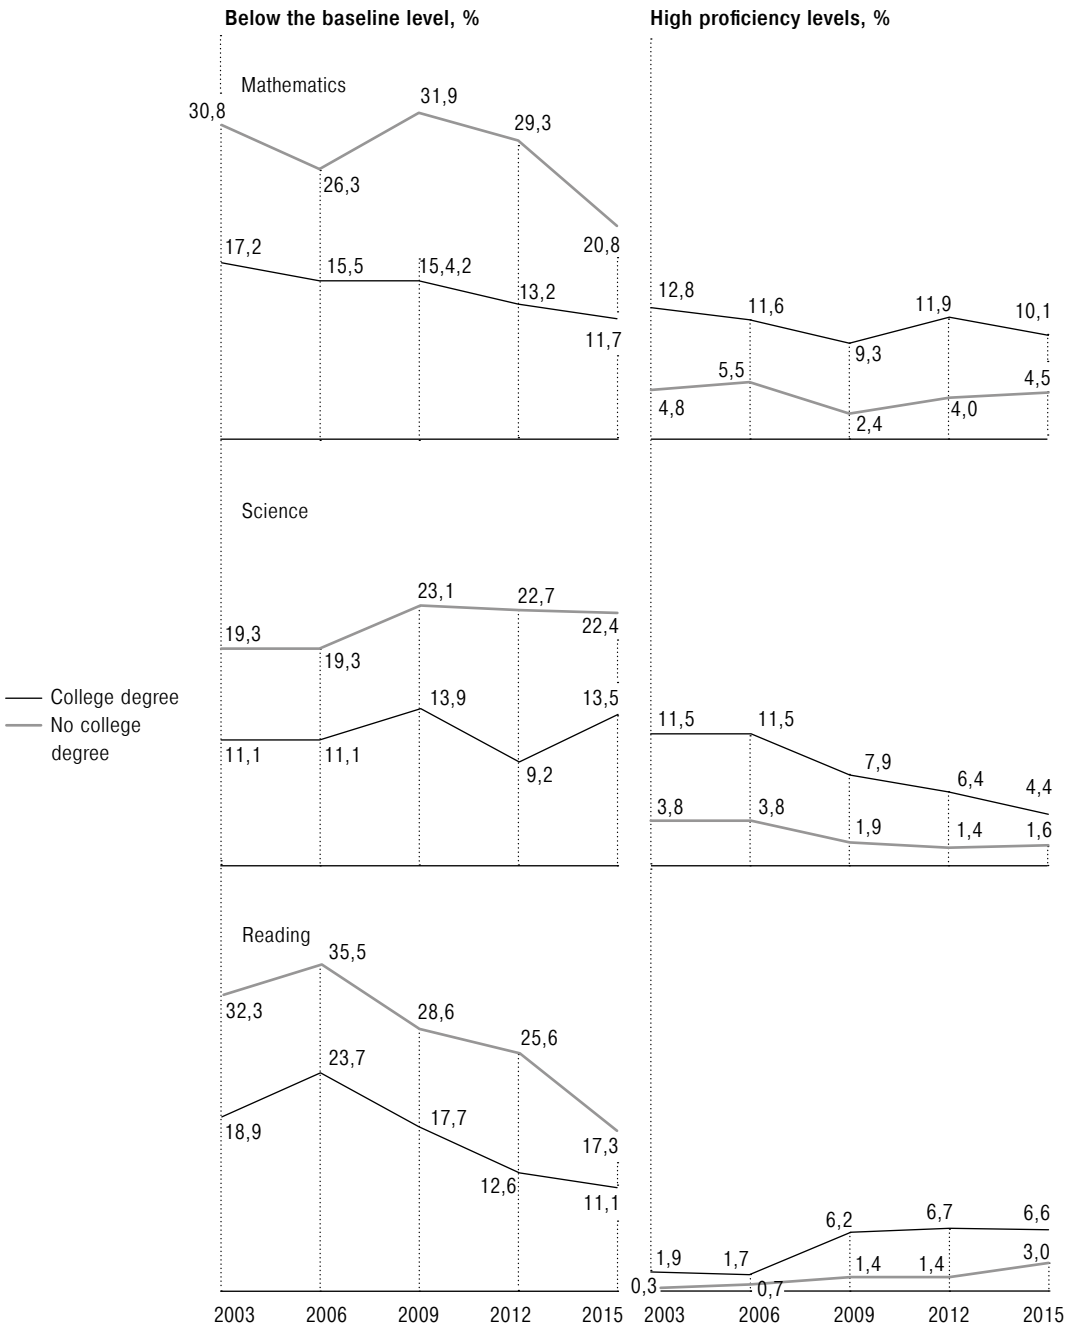 Below the baseline level, % High proficiency levels, %
Mathematics
30,8 26,3 31,9 29,3 20,8
17,2 15,5 15,4,2 13,2 11,7
12,8 11,6 9,3 11,9 10,1
4,8 5,5 2,4 4,0 4,5
Science
19,3 19,3 23,1 22,7 22,4
11,1 11,1 13,9 9,2 13,5
11,5 11,5 7,9 6,4 4,4
3,8 3,8 1,9 1,4 1,6
College degree
No college
degree
Reading
32,3 35,5 28,6 25,6 17,3
18,9 23,7 17,7 12,6 11,1
1,9 1,7 6,2 6,7 6,6
0,3 0,7 1,4 1,4 3,0
2003 2006 2009 2012 2015 2003 2006 2009 2012 2015